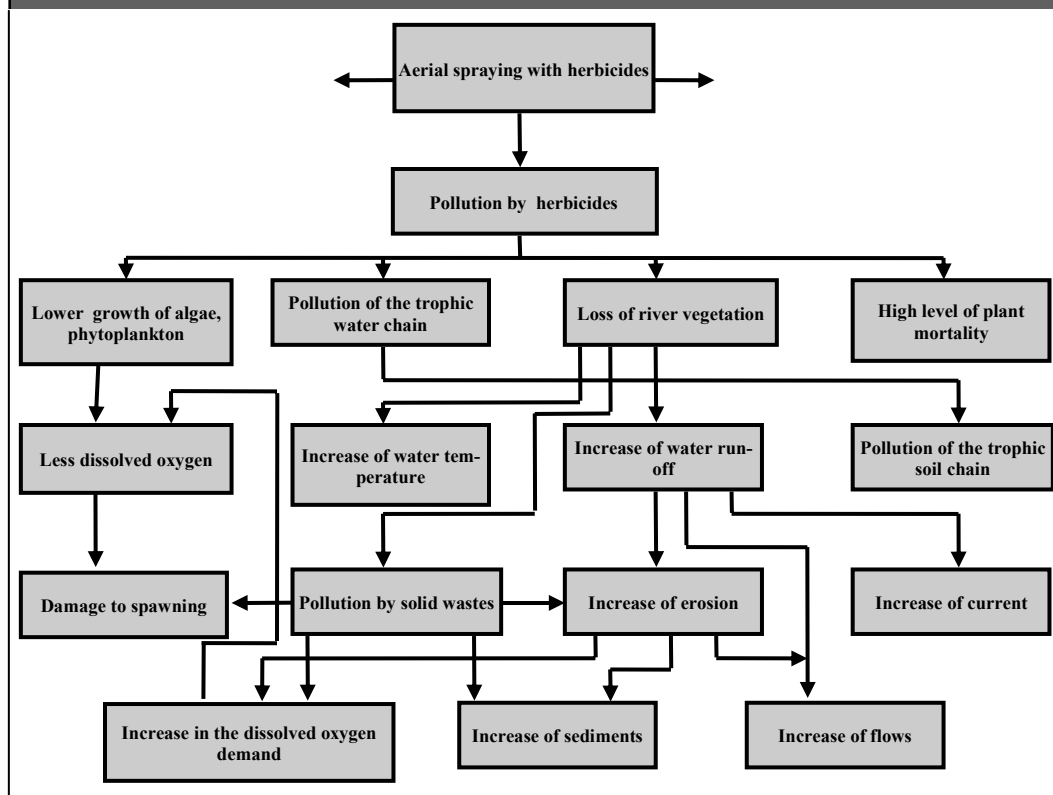 Aerial spraying with herbicides
Pollution by herbicides
Lower growth of algae,
phytoplankton
Pollution of the trophic
water chain
Loss of river vegetation
High level of plant
mortality
Less dissolved oxygen
Increase of water tem-
perature
Increase of water run-
off
Pollution of the trophic
soil chain
Damage to spawning
Pollution by solid wastes
Increase of erosion
Increase of current
Increase in the dissolved oxygen
demand
Increase of sediments
Increase of flows